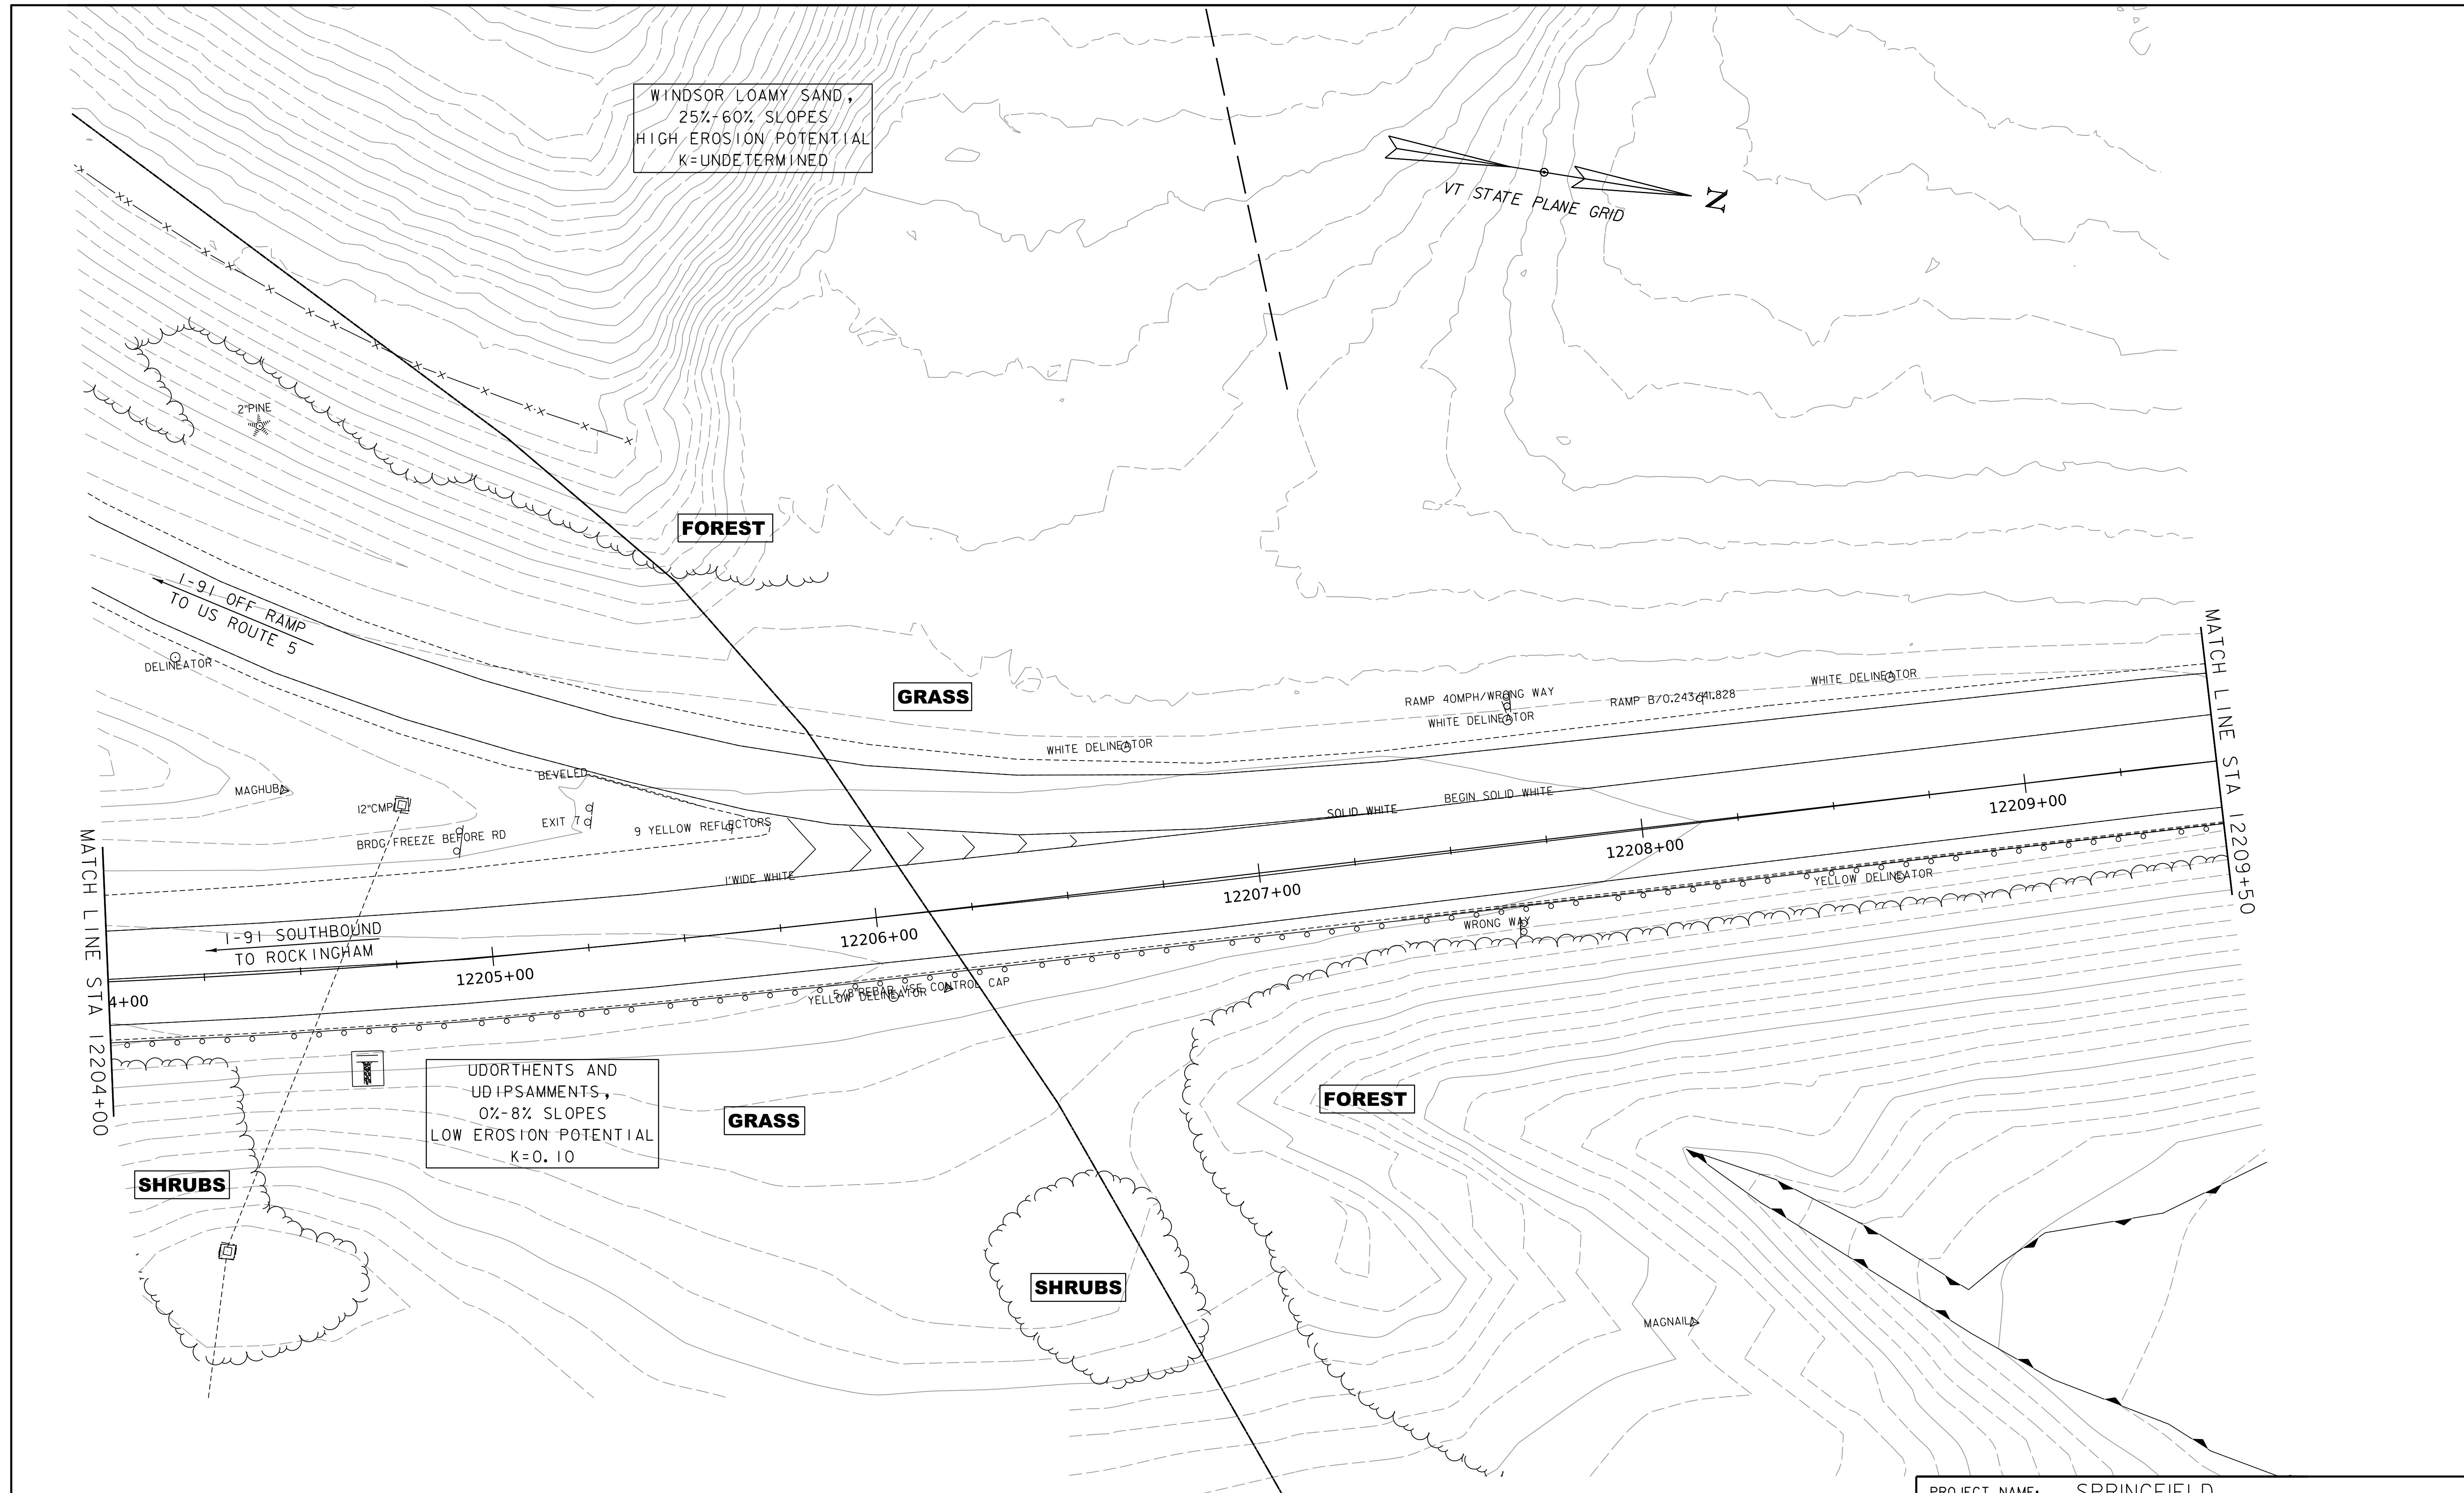 WINDSOR LOAMY SAND,
25%-60% SLOPES
HIGH EROSION POTENTIAL
K=UNDETERMINED
VT STATE PLANE GRID
N
2"PINE
FOREST
I-91 OFF RAMP
TO US ROUTE 5
DELINEATOR
GRASS
MATCH LINE STA 12209+50
RAMP 40MPH/WRONG WAY
WHITE DELINEATOR
RAMP B/0.243/41.828
WHITE DELINEATOR
WHITE DELINEATOR
MAGHUB
12"CMP
BEVELED
EXIT 7
BRDG FREEZE BEFORE RD
9 YELLOW REFLECTORS
1'WIDE WHITE
SOLID WHITE
BEGIN SOLID WHITE
12209+00
12208+00
12207+00
12206+00
12205+00
4+00
MATCH LINE STA 12204+00
I-91 SOUTHBOUND
TO ROCKINGHAM
5/8"REBAR VSE CONTROL CAP
YELLOW DELINEATOR
WRONG WAY
YELLOW DELINEATOR
UDORTHENTS AND
UDIPSAMMENTS,
0%-8% SLOPES
LOW EROSION POTENTIAL
K=0.10
GRASS
FOREST
SHRUBS
SHRUBS
MAGNAIL
PROJECT NAME: SPRINGFIELD